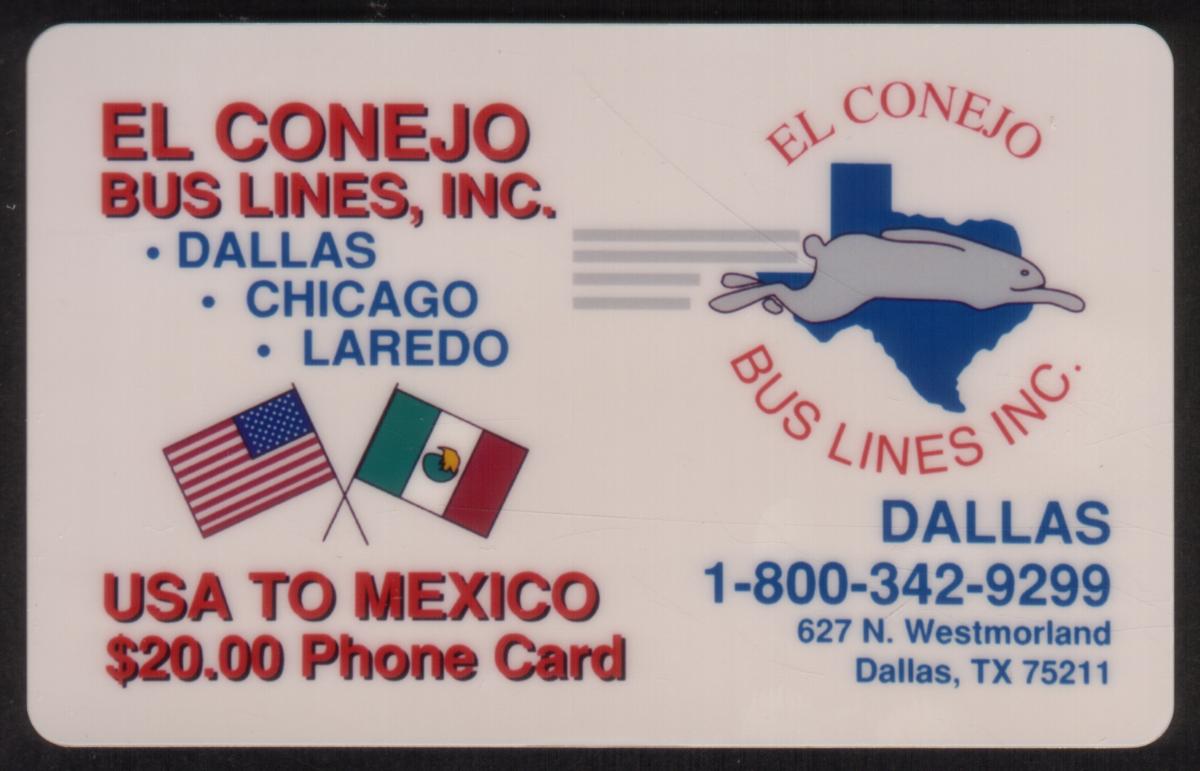 EL CONEJO
BUS LINES, INC.
• DALLAS
• CHICAGO
• LAREDO
USA TO MEXICO
$20.00 Phone Card
EL CONEJO
BUS LINES INC.
DALLAS
1-800-342-9299
627 N. Westmorland
Dallas, TX 75211